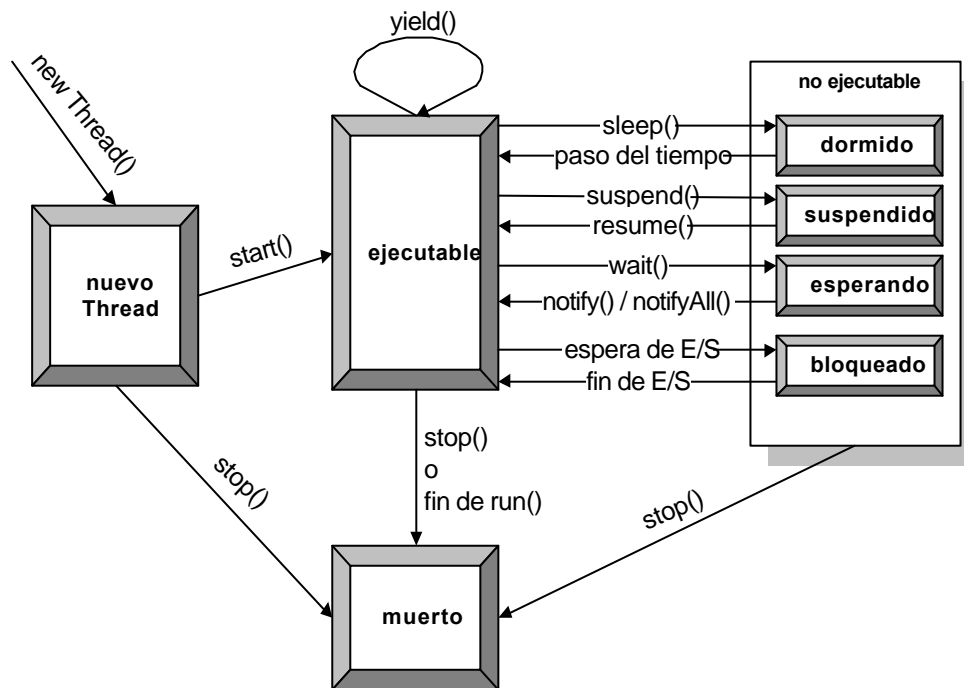 yield()
new Thread()
no ejecutable
sleep()
dormido
paso del tiempo
suspend()
suspendido
resume()
start()
ejecutable
nuevo
Thread
wait()
esperando
notify() / notifyAll()
espera de E/S
bloqueado
fin de E/S
stop()
stop()
o
fin de run()
stop()
muerto